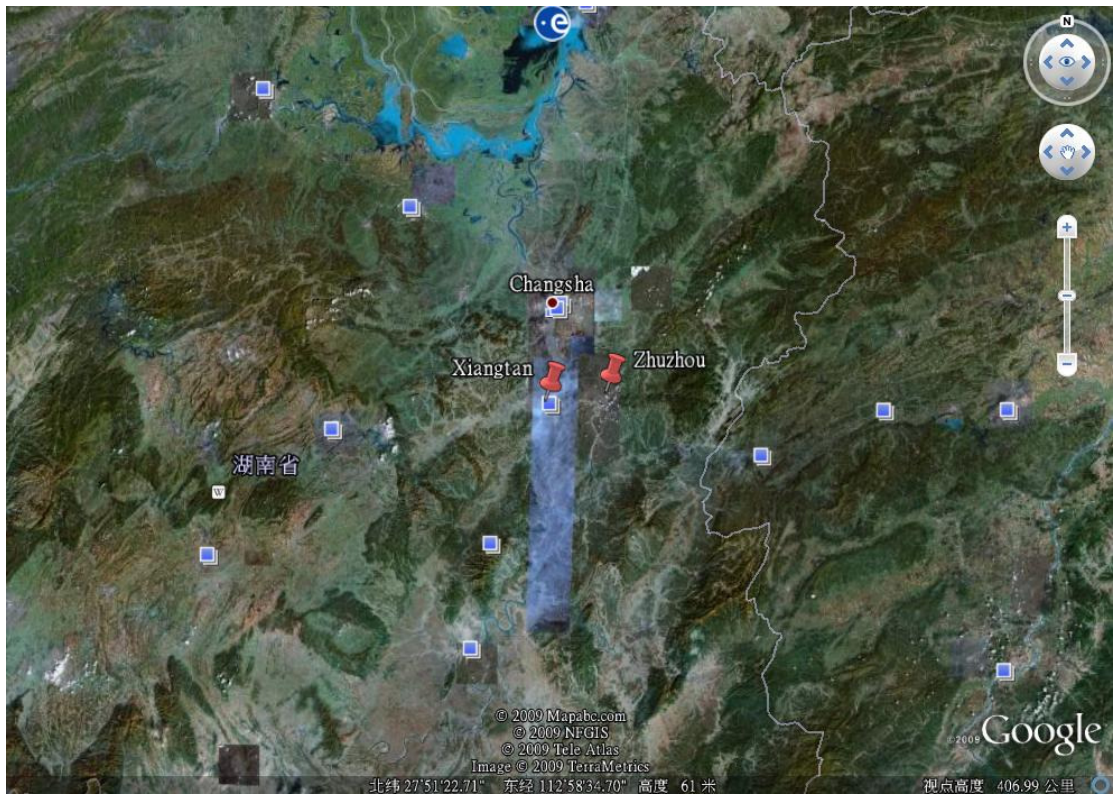 N
Changsha
Xiangtan
Zhuzhou
湖南省
W
© 2009 Mapabc.com
© 2009 NFGIS
© 2009 Tele Atlas
Image © 2009 TerraMetrics
©2009 Google
北纬 27°51'22.71" 东经 112°58'34.70" 高度 61 米
视点高度 406.99 公里